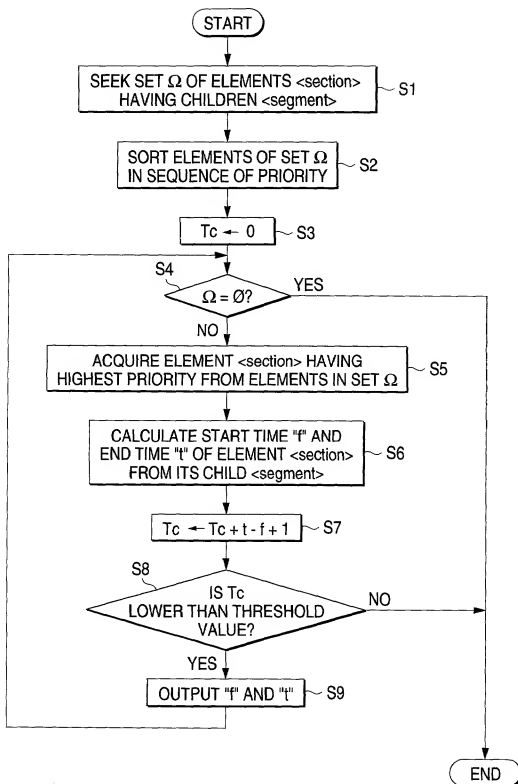 START
SEEK SET Ω OF ELEMENTS <section>
HAVING CHILDREN <segment>
S1
SORT ELEMENTS OF SET Ω
IN SEQUENCE OF PRIORITY
S2
Tc ← 0
S3
S4
Ω = Ø?
YES
NO
ACQUIRE ELEMENT <section> HAVING
HIGHEST PRIORITY FROM ELEMENTS IN SET Ω
S5
CALCULATE START TIME "f" AND
END TIME "t" OF ELEMENT <section>
FROM ITS CHILD <segment>
S6
Tc ← Tc + t - f + 1
S7
S8
IS Tc
LOWER THAN THRESHOLD
VALUE?
NO
YES
OUTPUT "f" AND "t"
S9
END